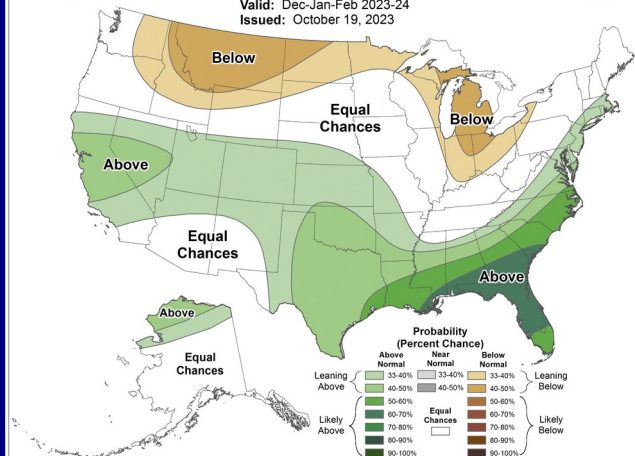 Valid: Dec-Jan-Feb 2023-24
Issued: October 19, 2023
Below
Equal
Chances
Below
Above
Equal
Chances
Above
Above
Equal
Chances
Probability
(Percent Chance)
Above
Normal
Near
Normal
Below
Normal
Leaning
Above
33-40%
33-40%
33-40%
Leaning
Below
40-50%
40-50%
40-50%
Likely
Above
50-60%
50-60%
Likely
Below
60-70%
60-70%
Equal
Chances
70-80%
70-80%
80-90%
80-90%
90-100%
90-100%